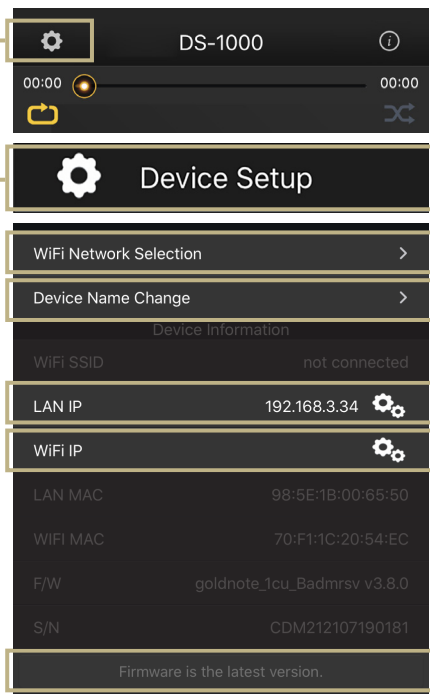 DS-1000
00:00 00:00
Device Setup
WiFi Network Selection
Device Name Change
Device Information
WiFi SSID not connected
LAN IP 192.168.3.34
WiFi IP
LAN MAC 98:5E:1B:00:65:50
WIFI MAC 70:F1:1C:20:54:EC
F/W goldnote_1cu_Badmrsv v3.8.0
S/N CDM212107190181
Firmware is the latest version.